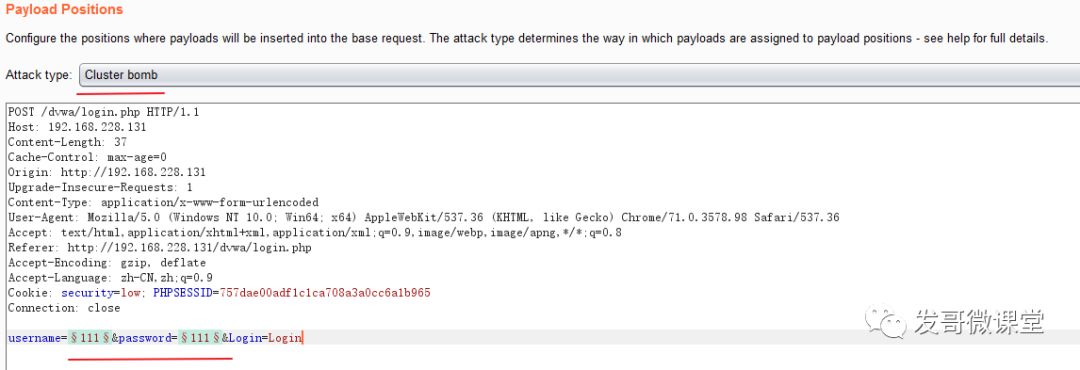 Payload Positions
Configure the positions where payloads will be inserted into the base request. The attack type determines the way in which payloads are assigned to payload positions - see help for full details.
Attack type: Cluster bomb
POST /dvwa/login.php HTTP/1.1
Host: 192.168.228.131
Content-Length: 37
Cache-Control: max-age=0
Origin: http://192.168.228.131
Upgrade-Insecure-Requests: 1
Content-Type: application/x-www-form-urlencoded
User-Agent: Mozilla/5.0 (Windows NT 10.0; Win64; x64) AppleWebKit/537.36 (KHTML, like Gecko) Chrome/71.0.3578.98 Safari/537.36
Accept: text/html,application/xhtml+xml,application/xml;q=0.9,image/webp,image/apng,*/*;q=0.8
Referer: http://192.168.228.131/dvwa/login.php
Accept-Encoding: gzip, deflate
Accept-Language: zh-CN,zh;q=0.9
Cookie: security=low; PHPSESSID=757dae00adf1c1ca708a3a0cc6a1b965
Connection: close
username=§111§&password=§111§&Login=Login
发哥微课堂